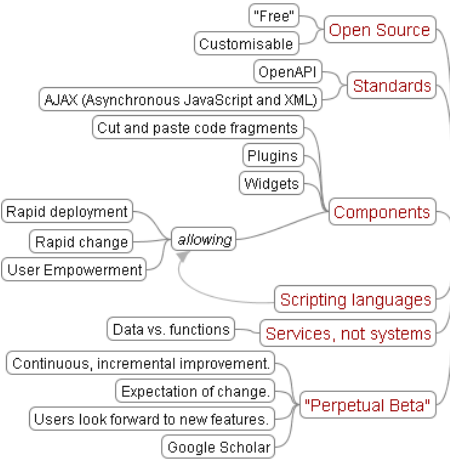 "Free"
Open Source
Customisable
OpenAPI
Standards
AJAX (Asynchronous JavaScript and XML)
Cut and paste code fragments
Plugins
Widgets
Components
Rapid deployment
allowing
Rapid change
User Empowerment
Scripting languages
Data vs. functions
Services, not systems
Continuous, incremental improvement.
Expectation of change.
"Perpetual Beta"
Users look forward to new features.
Google Scholar